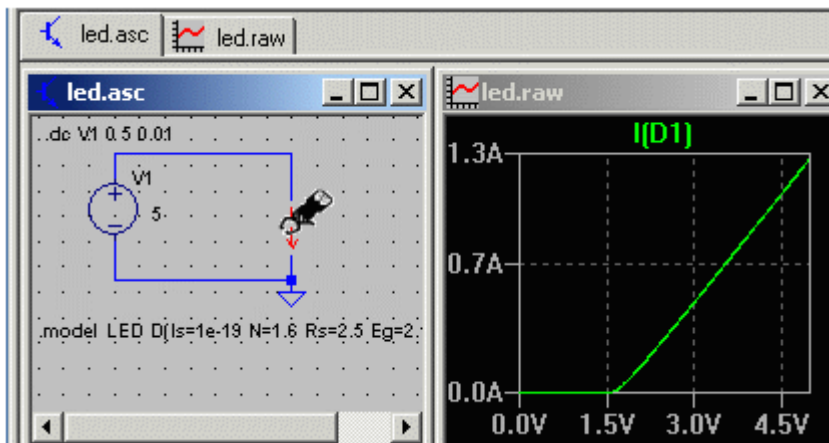 led.asc
led.raw
led.asc
.dc V1 0 5 0.01
V1
5
.model LED D(Is=1e-19 N=1.6 Rs=2.5 Eg=2.
led.raw
I(D1)
1.3A
0.7A
0.0A
0.0V 1.5V 3.0V 4.5V